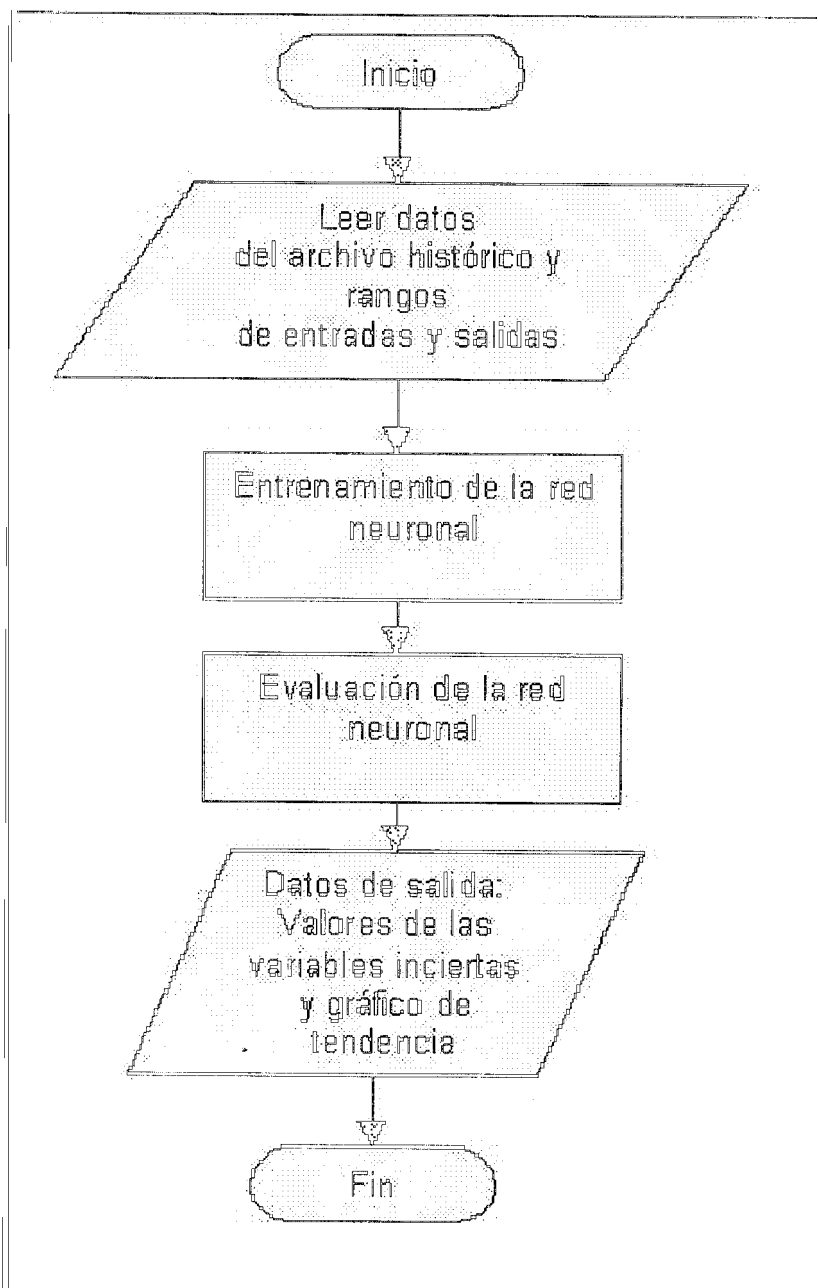 Inicio
Leer datos
del archivo histórico y
rangos
de entradas y salidas
Entrenamiento de la red
neuronal
Evaluación de la red
neuronal
Datos de salida:
Valores de las
variables inciertas
y gráfico de
tendencia
Fin